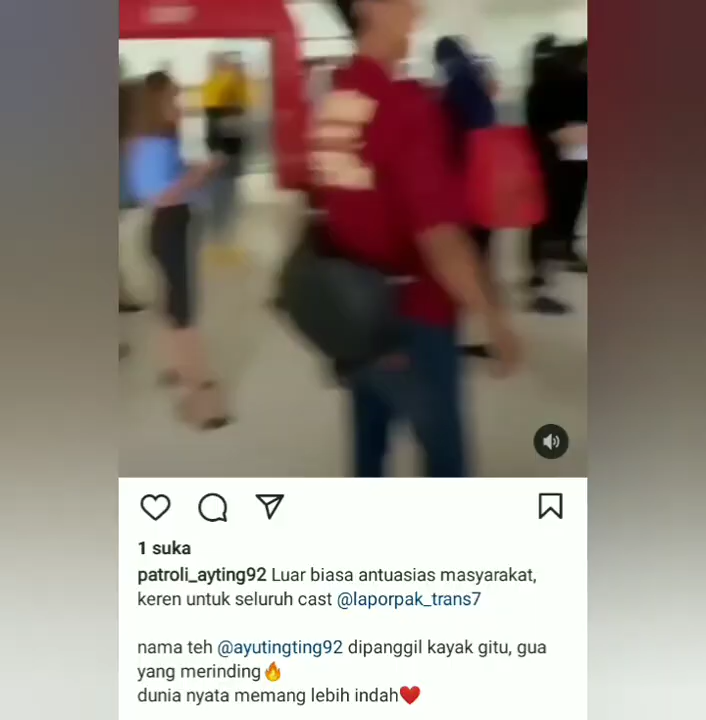 1 suka
patroli_ayting92 Luar biasa antuasias masyarakat,
keren untuk seluruh cast @laporpak_trans7
nama teh @ayutingting92 dipanggil kayak gitu, gua
yang merinding🔥
dunia nyata memang lebih indah❤️